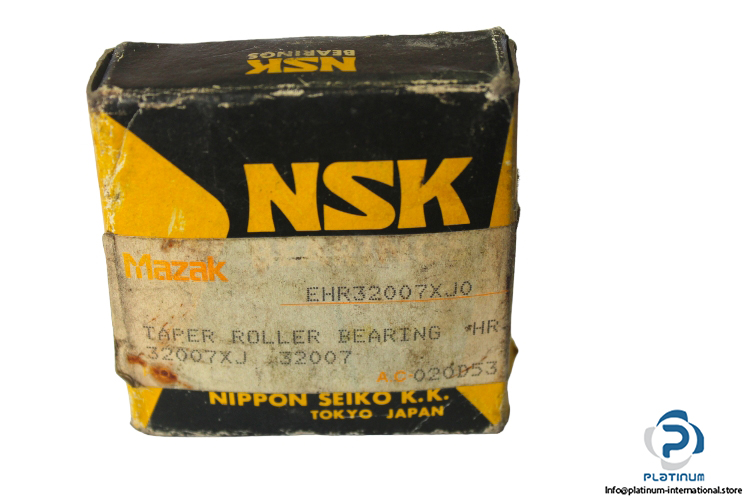 NSK
BEARINGS
NSK
Mazak
EHR32007XJ0
TAPER ROLLER BEARING *HR
32007XJ 32007
A.C 020D53
NIPPON SEIKO K.K.
TOKYO JAPAN
PLATINUM
Info@platinum-international.store